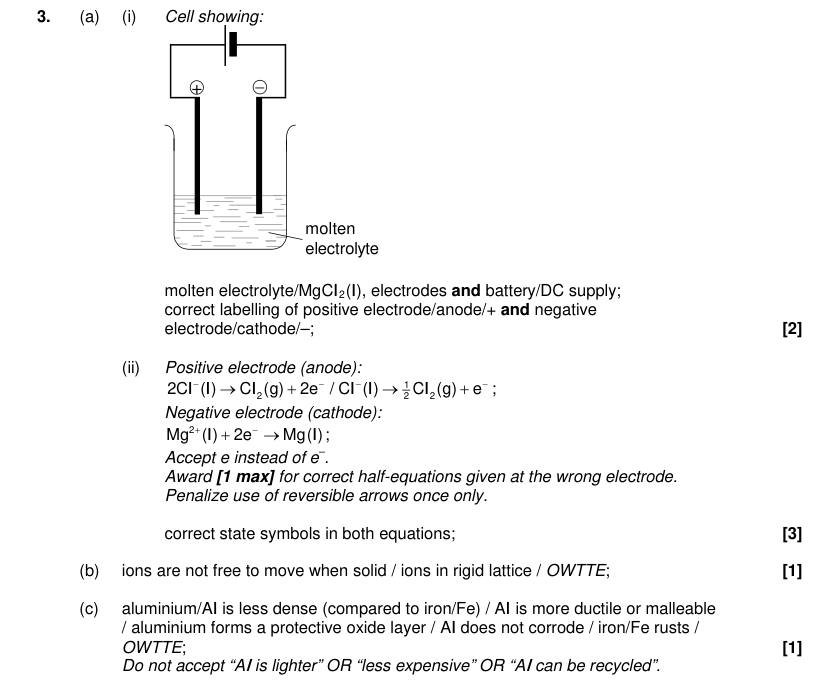 3. (a) (i) Cell showing:
+ –
molten
electrolyte
molten electrolyte/MgCl₂(l), electrodes and battery/DC supply;
correct labelling of positive electrode/anode/+ and negative
electrode/cathode/–; [2]
(ii) Positive electrode (anode):
2Cl⁻(l) → Cl₂(g) + 2e⁻ / Cl⁻(l) → ½Cl₂(g) + e⁻ ;
Negative electrode (cathode):
Mg²⁺(l) + 2e⁻ → Mg(l) ;
Accept e instead of e⁻.
Award [1 max] for correct half-equations given at the wrong electrode.
Penalize use of reversible arrows once only.
correct state symbols in both equations; [3]
(b) ions are not free to move when solid / ions in rigid lattice / OWTTE; [1]
(c) aluminium/Al is less dense (compared to iron/Fe) / Al is more ductile or malleable
/ aluminium forms a protective oxide layer / Al does not corrode / iron/Fe rusts /
OWTTE; [1]
Do not accept “Al is lighter” OR “less expensive” OR “Al can be recycled”.